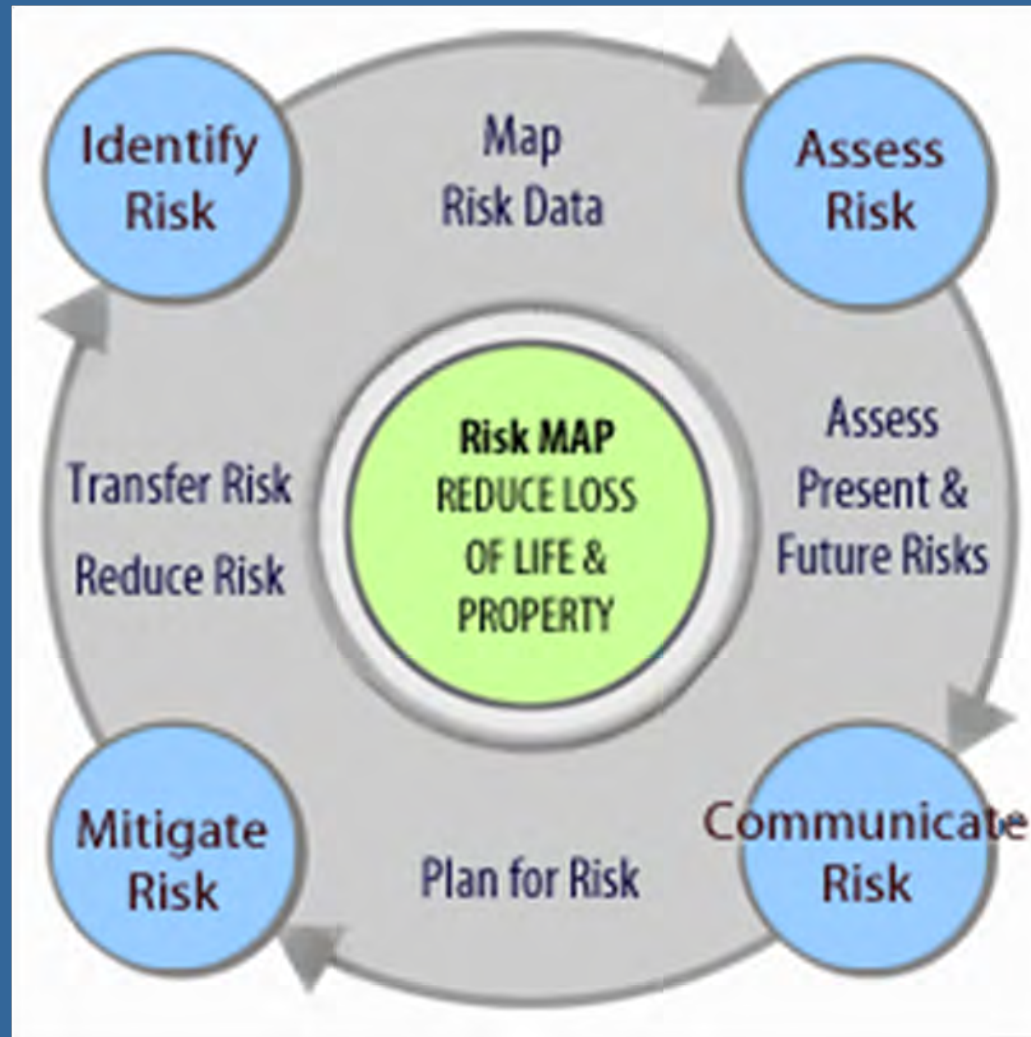 Identify
Risk
Map
Risk Data
Assess
Risk
Assess
Present &
Future Risks
Communicate
Risk
Plan for Risk
Mitigate
Risk
Transfer Risk
Reduce Risk
Risk MAP
REDUCE LOSS
OF LIFE &
PROPERTY